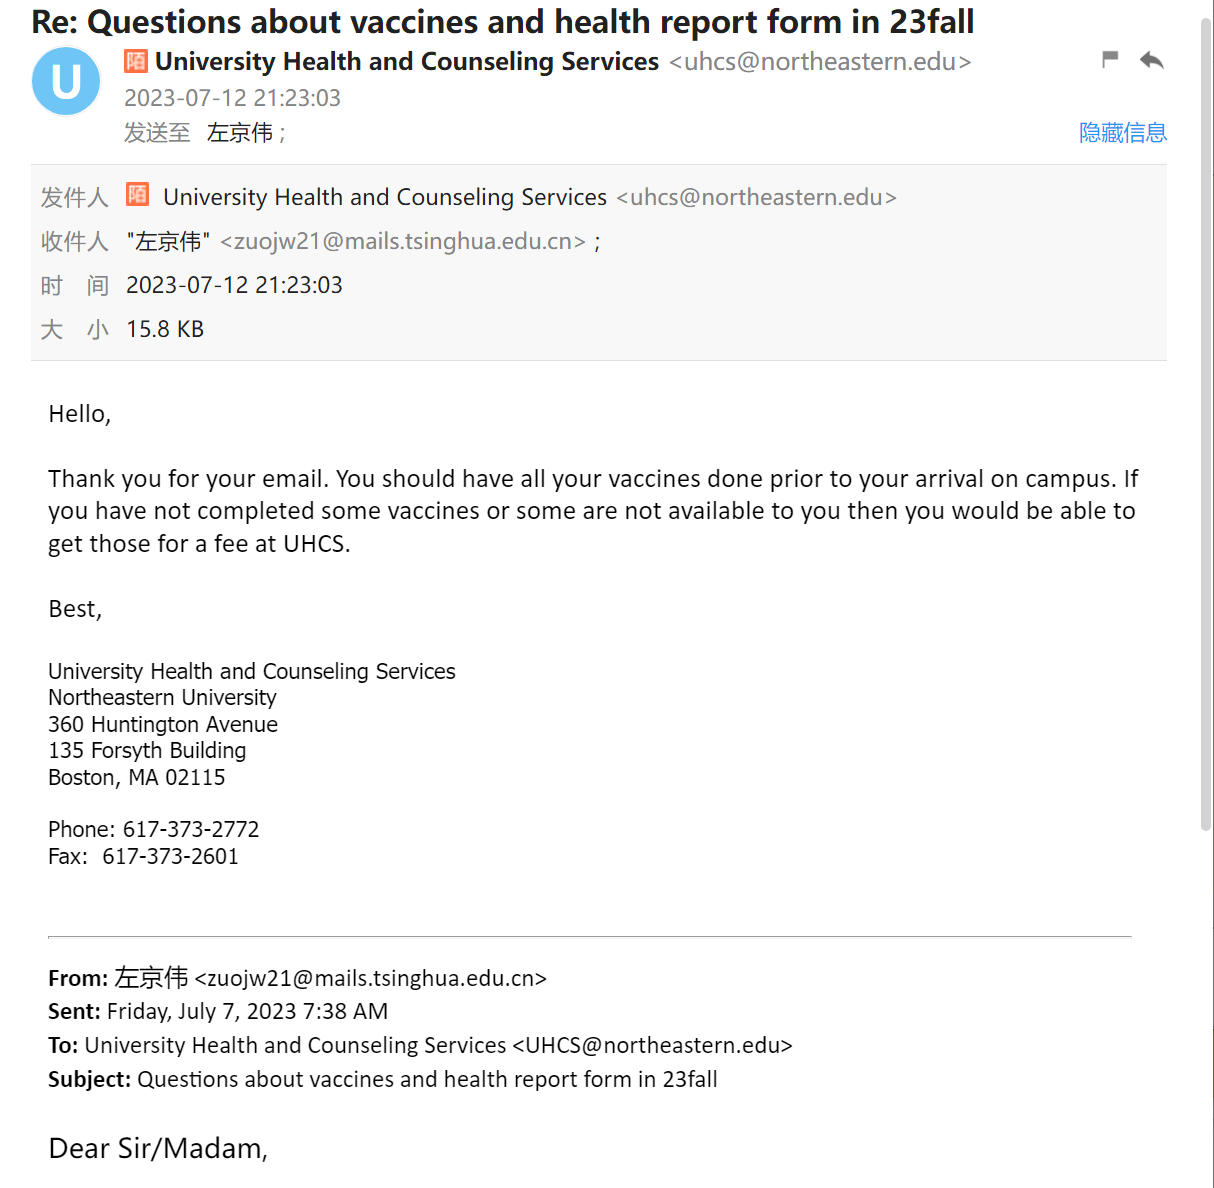 Re: Questions about vaccines and health report form in 23fall
U
陌 University Health and Counseling Services <uhcs@northeastern.edu>
2023-07-12 21:23:03
发送至 左京伟 ;
隐藏信息
发件人 陌 University Health and Counseling Services <uhcs@northeastern.edu>
收件人 "左京伟" <zuojw21@mails.tsinghua.edu.cn> ;
时 间 2023-07-12 21:23:03
大 小 15.8 KB
Hello,
Thank you for your email. You should have all your vaccines done prior to your arrival on campus. If
you have not completed some vaccines or some are not available to you then you would be able to
get those for a fee at UHCS.
Best,
University Health and Counseling Services
Northeastern University
360 Huntington Avenue
135 Forsyth Building
Boston, MA 02115
Phone: 617-373-2772
Fax:  617-373-2601
From: 左京伟 <zuojw21@mails.tsinghua.edu.cn>
Sent: Friday, July 7, 2023 7:38 AM
To: University Health and Counseling Services <UHCS@northeastern.edu>
Subject: Questions about vaccines and health report form in 23fall
Dear Sir/Madam,